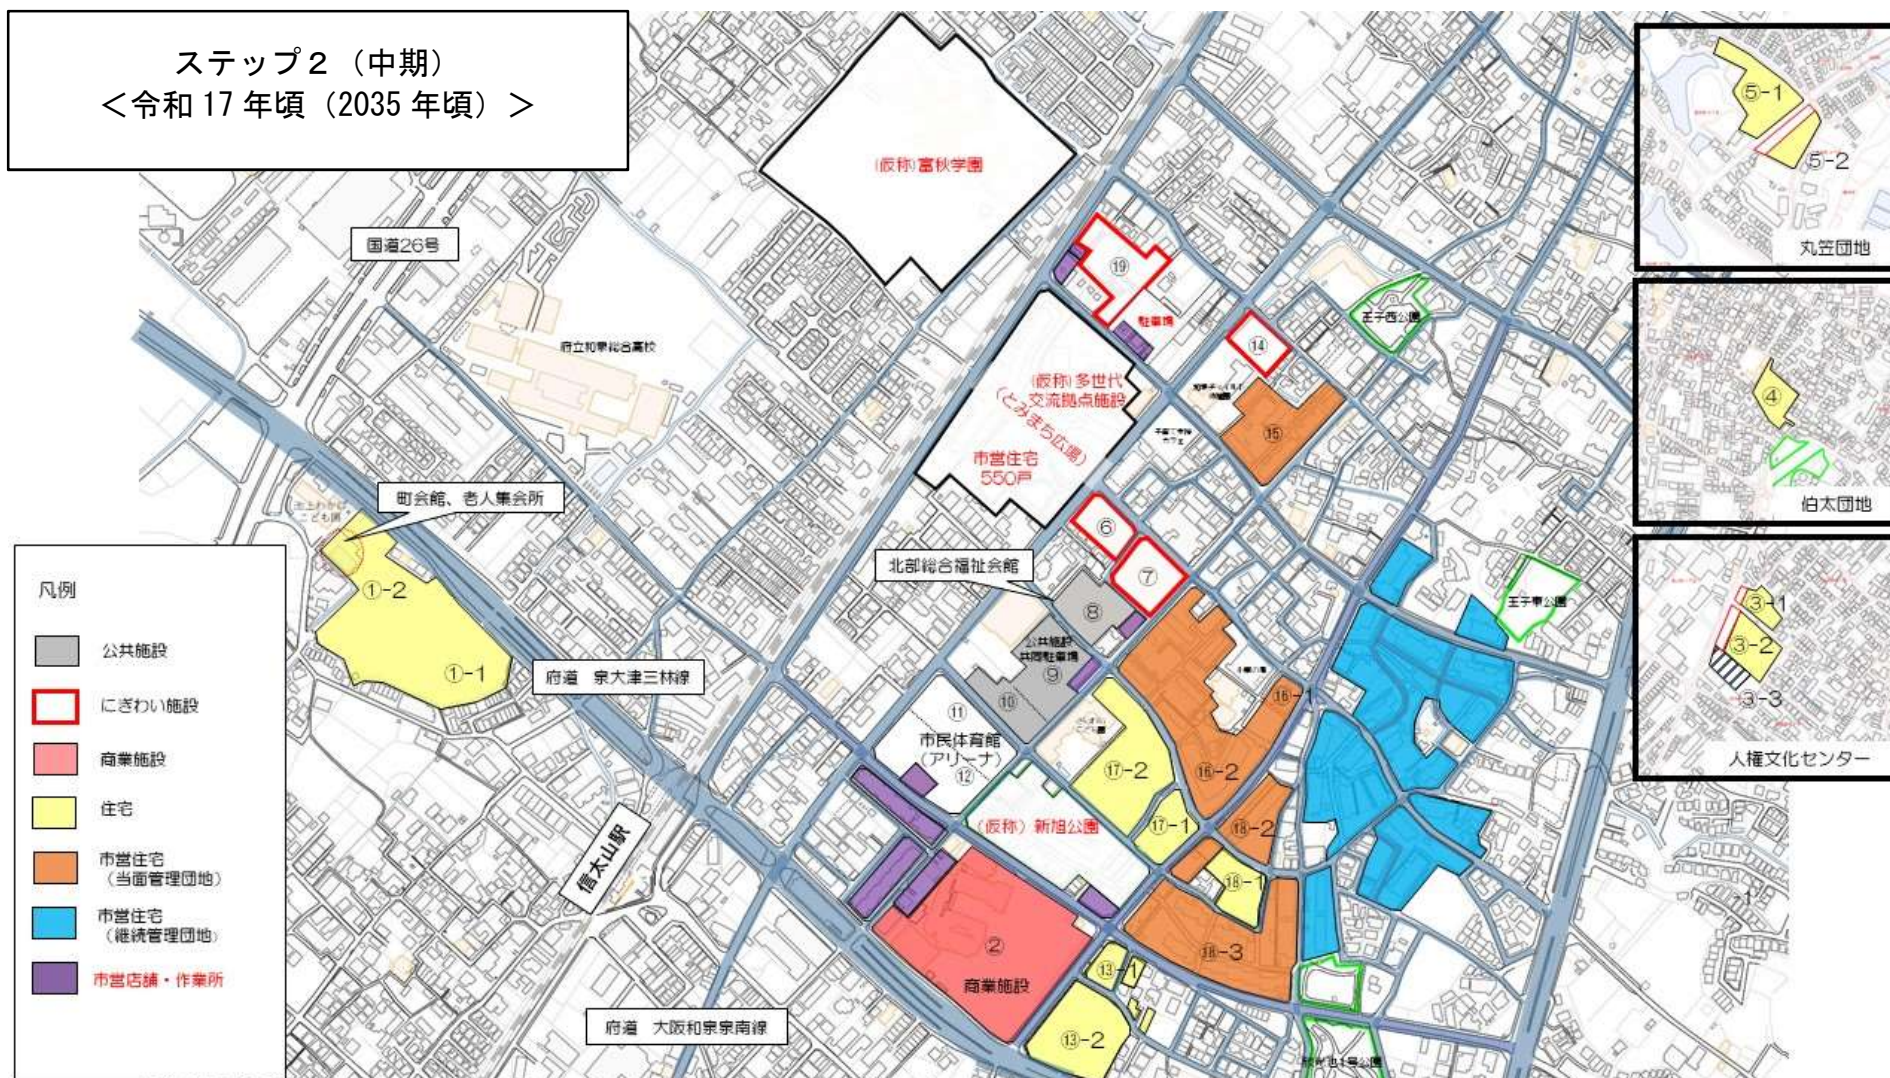 ステップ２（中期）
＜令和 17 年頃（2035 年頃）＞
国道26号
(仮称)富秋学園
府立和泉総合高校
⑲
駐車場
⑭
王子西公園
⑮
(仮称)多世代
交流拠点施設
(とみまち広場)
市営住宅
550戸
町会館、老人集会所
①-2
①-1
府道　泉大津三林線
北部総合福祉会館
⑥
⑦
⑧
公共施設
共同駐車場
⑨
⑩
⑪
市民体育館
(アリーナ)
⑫
王子東公園
⑯-1
⑯-2
⑰-2
⑰-1
(仮称) 新旭公園
⑱-2
⑱-1
⑱-3
信太山駅
②
商業施設
⑬-1
⑬-2
府道　大阪和泉泉南線
凡例
公共施設
にぎわい施設
商業施設
住宅
市営住宅
（当面管理団地）
市営住宅
（継続管理団地）
市営店舗・作業所
⑤-1
⑤-2
丸笠団地
④
伯太団地
③-1
③-2
③-3
人権文化センター